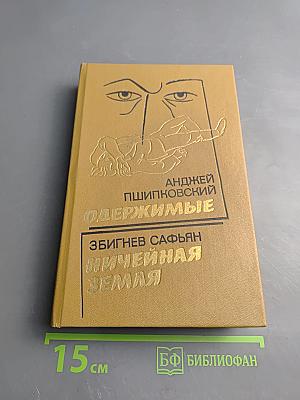 АНДЖЕЙ
ПШИПКОВСКИЙ
ОДЕРЖИМЫЕ
ЗБИГНЕВ САФЬЯН
НИЧЕЙНАЯ
ЗЕМЛЯ
15 см
БФ БИБЛИОФАН